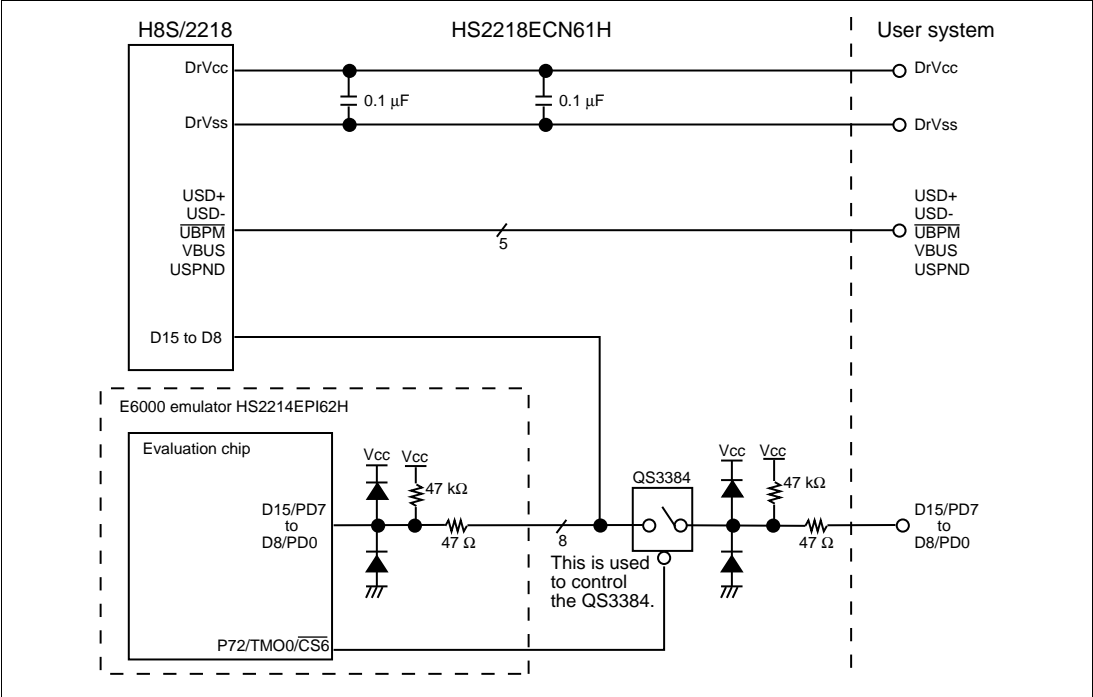 H8S/2218
HS2218ECN61H
User system
DrVcc
DrVcc
0.1 μF
0.1 μF
DrVss
DrVss
USD+
USD-
UBPM
VBUS
USPND
5
USD+
USD-
UBPM
VBUS
USPND
D15 to D8
E6000 emulator HS2214EPI62H
Evaluation chip
Vcc
Vcc
47 kΩ
D15/PD7
to
D8/PD0
47 Ω
8
QS3384
Vcc
Vcc
47 kΩ
47 Ω
D15/PD7
to
D8/PD0
This is used
to control
the QS3384.
P72/TMO0/CS6